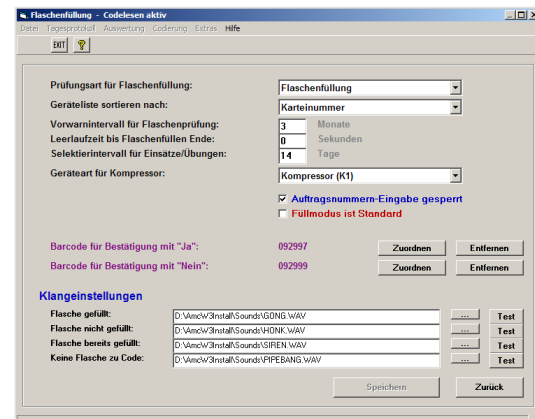 Flaschenfüllung - Codelesen aktiv
Datei Tagesprotokoll Auswertung Codierung Extras Hilfe
EXIT ?
Prüfungsart für Flaschenfüllung: Flaschenfüllung
Geräteliste sortieren nach: Karteinummer
Vorwarnintervall für Flaschenprüfung: 3 Monate
Leerlaufzeit bis Flaschenfüllen Ende: 0 Sekunden
Selektierintervall für Einsätze/Übungen: 14 Tage
Geräteart für Kompressor: Kompressor (K1)
Auftragsnummern-Eingabe gesperrt
Füllmodus ist Standard
Barcode für Bestätigung mit "Ja": 092997 Zuordnen Entfernen
Barcode für Bestätigung mit "Nein": 092999 Zuordnen Entfernen
Klangeinstellungen
Flasche gefüllt: D:\AmcW3Install\Sounds\GONG.WAV ... Test
Flasche nicht gefüllt: D:\AmcW3Install\Sounds\HONK.WAV ... Test
Flasche bereits gefüllt: D:\AmcW3Install\Sounds\SIREN.WAV ... Test
Keine Flasche zu Code: D:\AmcW3Install\Sounds\PIPEBANG.WAV ... Test
Speichern Zurück